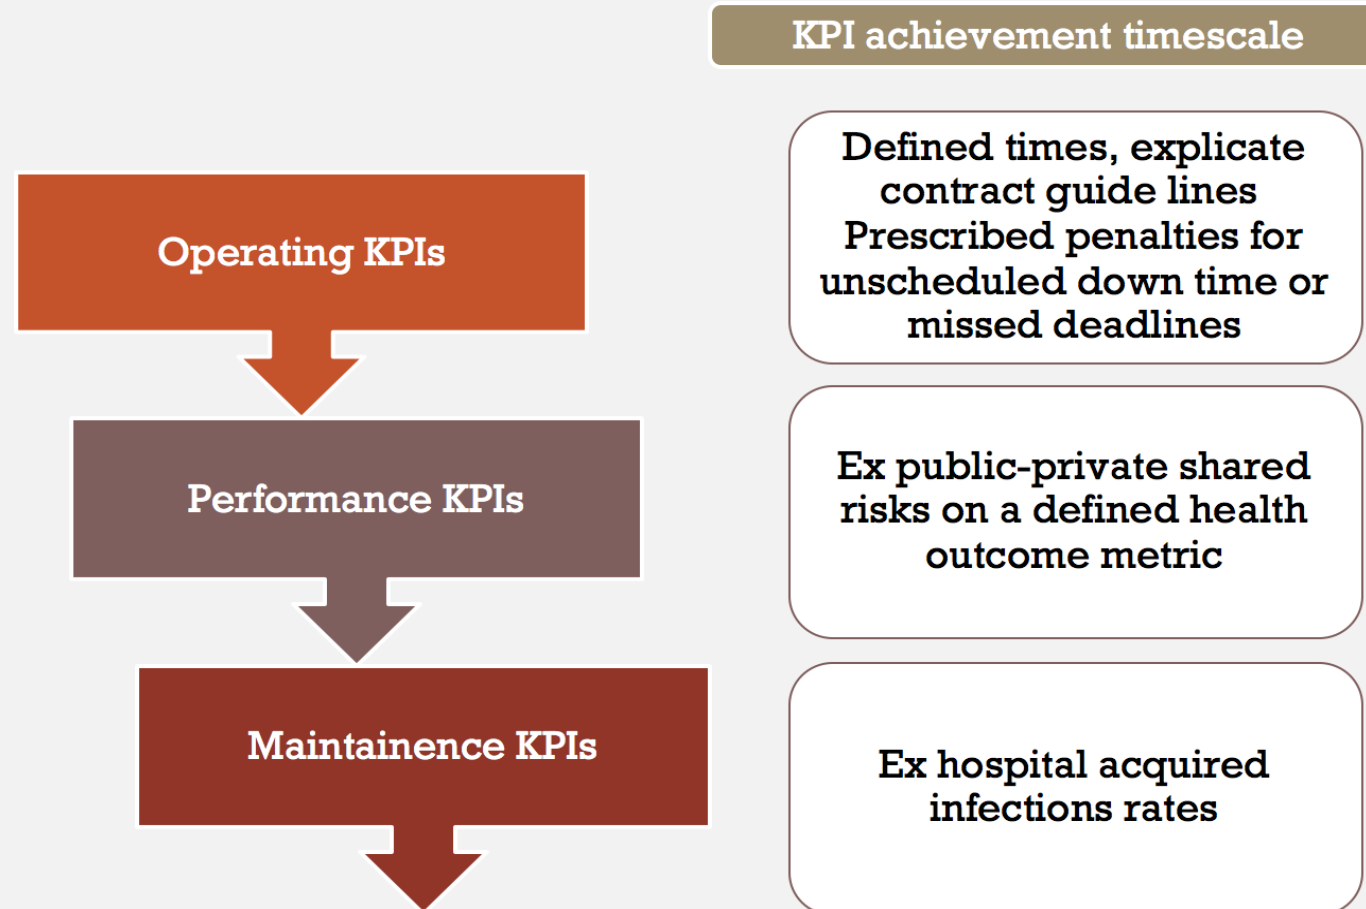 KPI achievement timescale
Operating KPIs
Defined times, explicate
contract guide lines
Prescribed penalties for
unscheduled down time or
missed deadlines
Performance KPIs
Ex public-private shared
risks on a defined health
outcome metric
Maintainence KPIs
Ex hospital acquired
infections rates